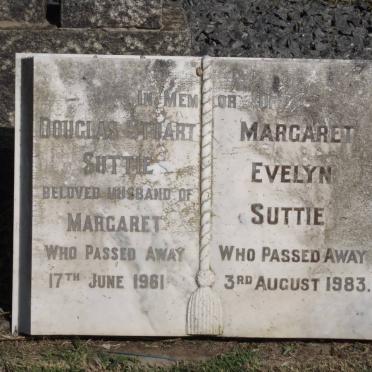 IN MEMORY OF
DOUGLAS STUART
SUTTIE
BELOVED HUSBAND OF
MARGARET
WHO PASSED AWAY
17TH JUNE 1961
MARGARET
EVELYN
SUTTIE
WHO PASSED AWAY
3RD AUGUST 1983.